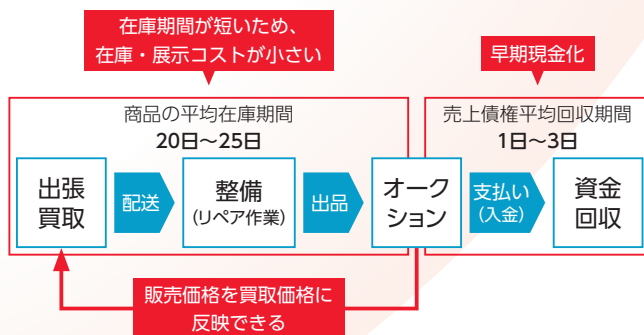 在庫期間が短いため、
在庫・展示コストが小さい
早期現金化
商品の平均在庫期間
20日〜25日
売上債権平均回収期間
1日〜3日
出張
買取
配送
整備
(リペア作業)
出品
オーク
ション
支払い
(入金)
資金
回収
販売価格を買取価格に
反映できる